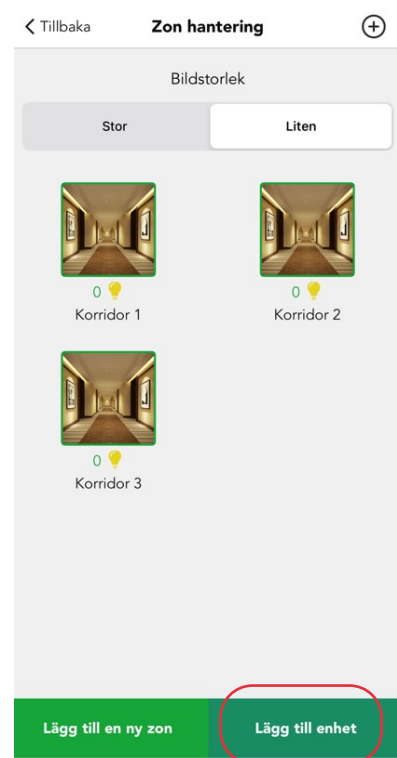 Tillbaka Zon hantering
Bildstorlek
Stor Liten
0 0
Korridor 1 Korridor 2
0
Korridor 3
Lägg till en ny zon Lägg till enhet